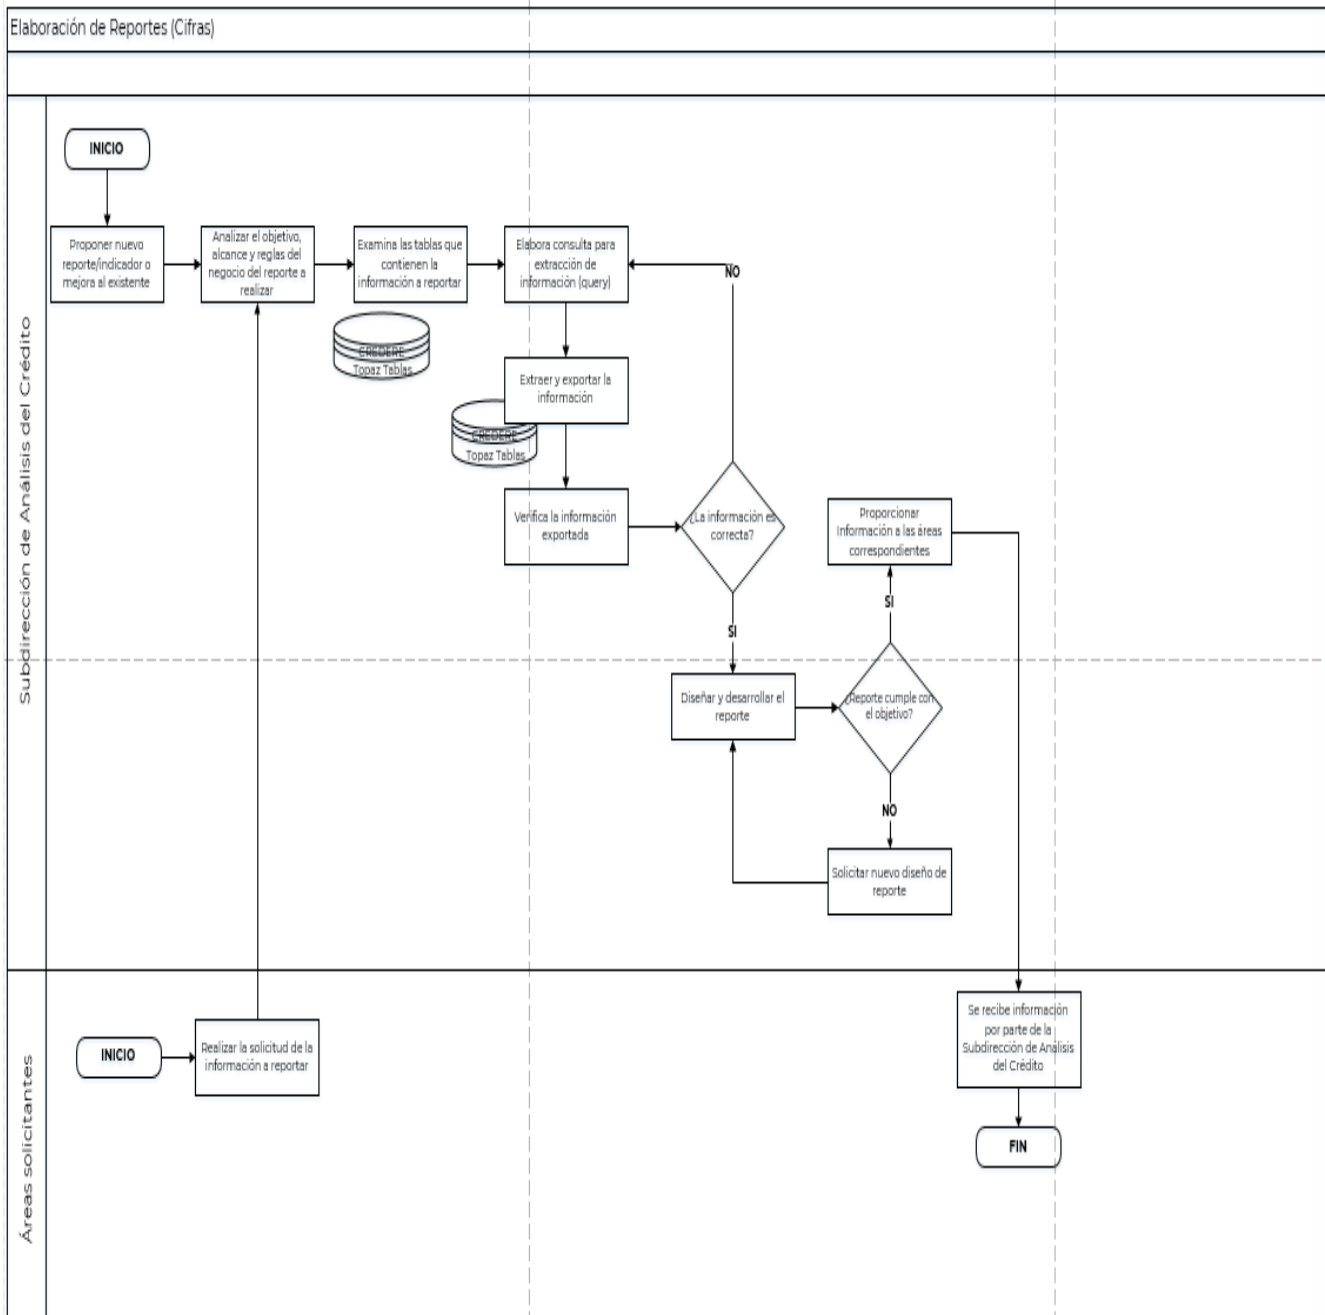 Elaboración de Reportes (Cifras)
Subdirección de Análisis del Crédito
INICIO
Proponer nuevo
reporte/indicador o
mejora al existente
Analizar el objetivo,
alcance y reglas del
negocio del reporte a
realizar
Examina las tablas que
contienen la
información a reportar
Elabora consulta para
extracción de
información (query)
NO
CREDERE
Topaz Tablas
Extraer y exportar la
información
CREDERE
Topaz Tablas
Verifica la información
exportada
¿La información es
correcta?
Proporcionar
Información a las áreas
correspondientes
SI
SI
Diseñar y desarrollar el
reporte
¿Reporte cumple con
el objetivo?
NO
Solicitar nuevo diseño de
reporte
Áreas solicitantes
INICIO
Realizar la solicitud de la
información a reportar
Se recibe información
por parte de la
Subdirección de Análisis
del Crédito
FIN